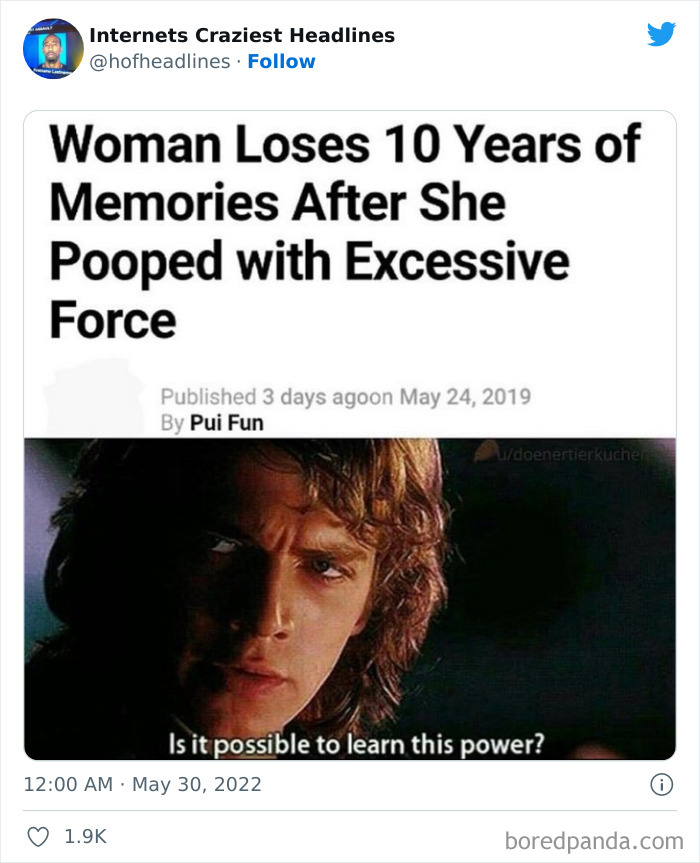 Internets Craziest Headlines
@hofheadlines · Follow
Woman Loses 10 Years of
Memories After She
Pooped with Excessive
Force
Published 3 days agoon May 24, 2019
By Pui Fun
u/doenertierkuchen
Is it possible to learn this power?
12:00 AM · May 30, 2022
1.9K
boredpanda.com